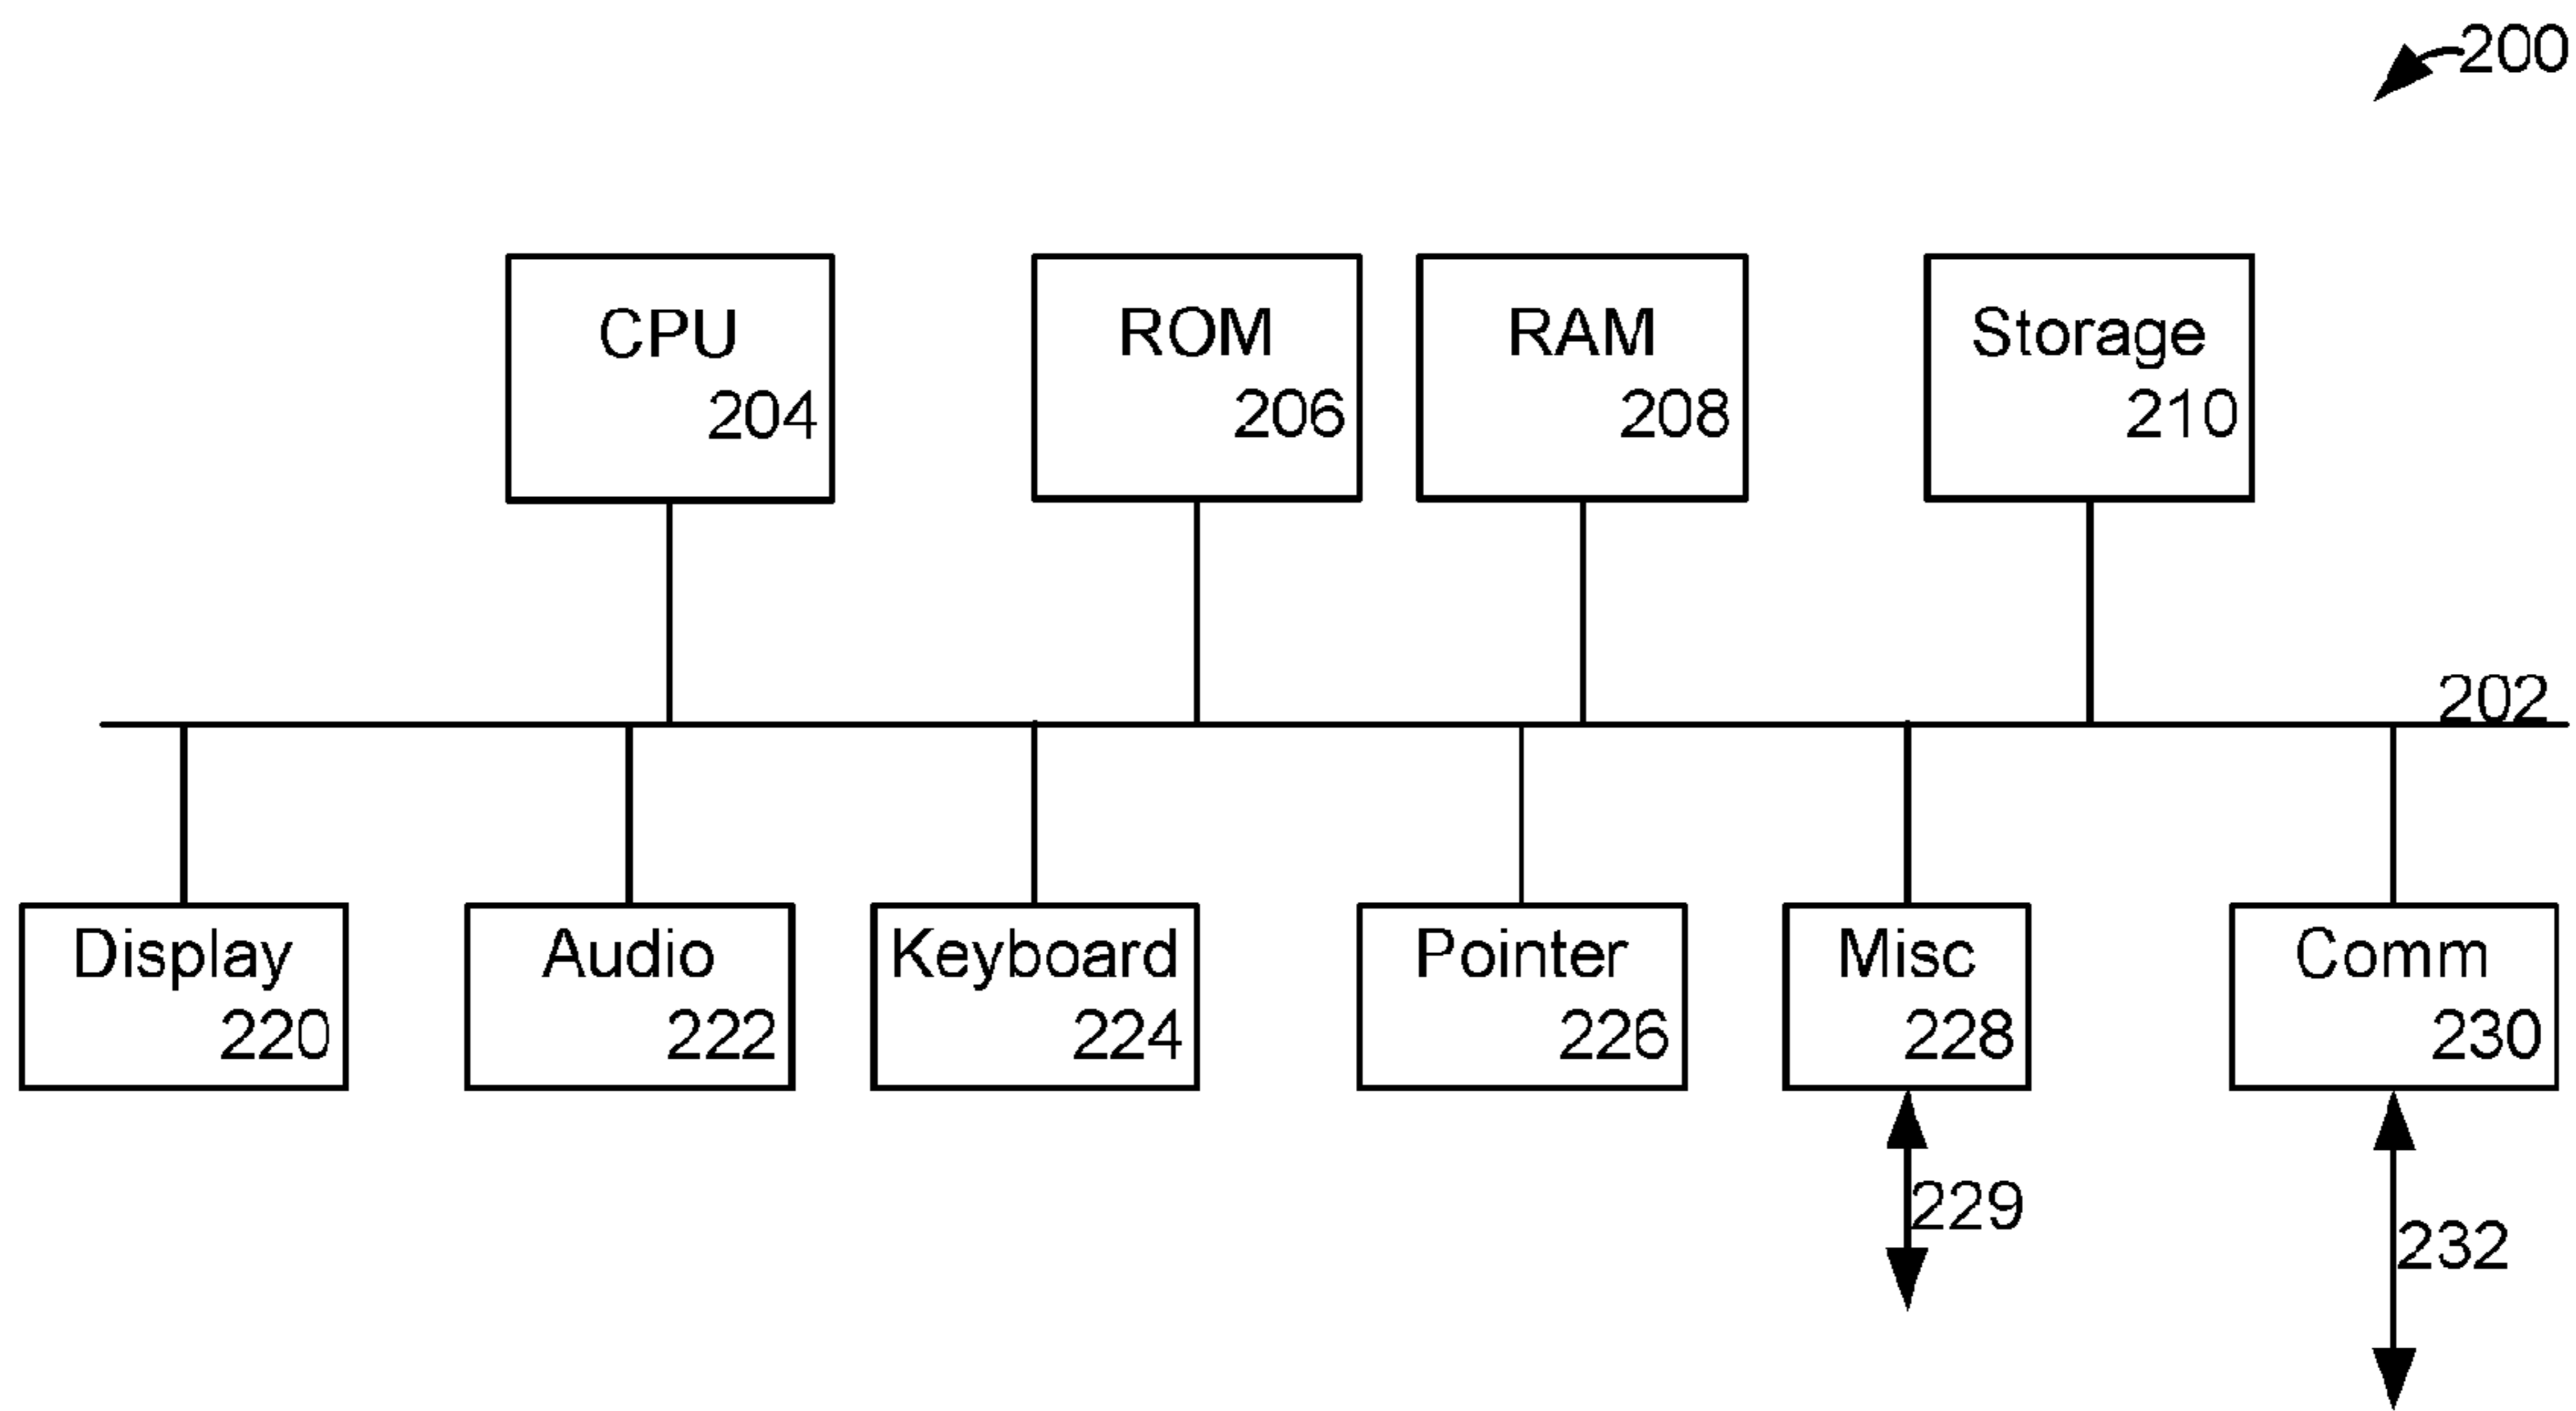 200
CPU
204
ROM
206
RAM
208
Storage
210
202
Display
220
Audio
222
Keyboard
224
Pointer
226
Misc
228
Comm
230
229
232